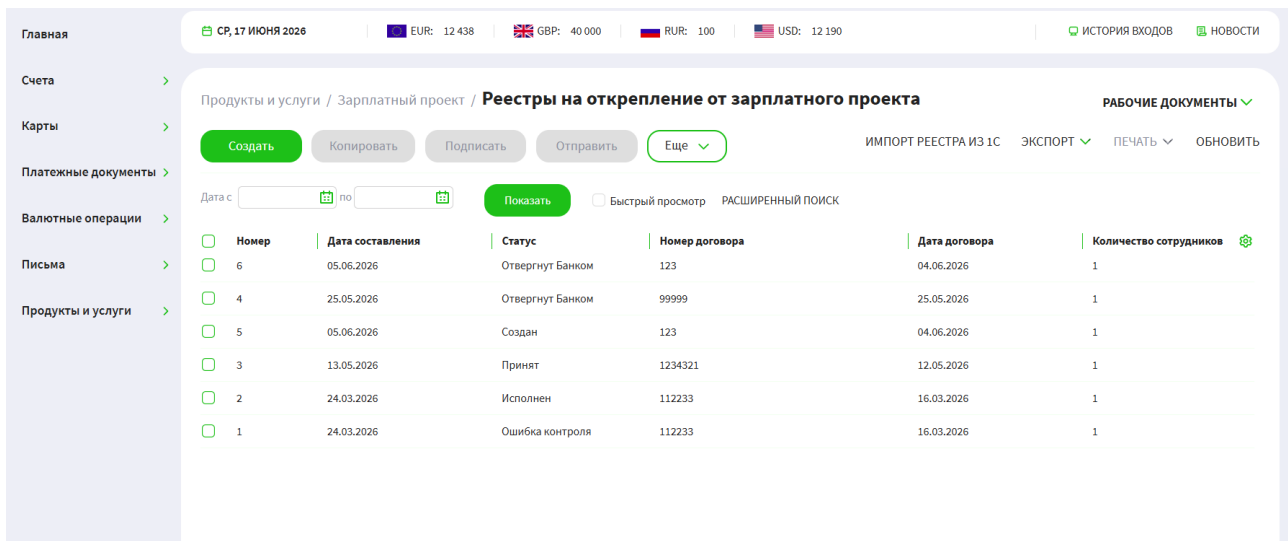 Главная
СР, 17 ИЮНЯ 2026 EUR: 12 438 GBP: 40 000 RUR: 100 USD: 12 190 ИСТОРИЯ ВХОДОВ НОВОСТИ
Счета
Карты
Платежные документы
Валютные операции
Письма
Продукты и услуги
Продукты и услуги / Зарплатный проект / Реестры на открепление от зарплатного проекта РАБОЧИЕ ДОКУМЕНТЫ
Создать Копировать Подписать Отправить Еще ИМПОРТ РЕЕСТРА ИЗ 1С ЭКСПОРТ ПЕЧАТЬ ОБНОВИТЬ
Дата с по Показать Быстрый просмотр РАСШИРЕННЫЙ ПОИСК
Номер Дата составления Статус Номер договора Дата договора Количество сотрудников
6 05.06.2026 Отвергнут Банком 123 04.06.2026 1
4 25.05.2026 Отвергнут Банком 99999 25.05.2026 1
5 05.06.2026 Создан 123 04.06.2026 1
3 13.05.2026 Принят 1234321 12.05.2026 1
2 24.03.2026 Исполнен 112233 16.03.2026 1
1 24.03.2026 Ошибка контроля 112233 16.03.2026 1